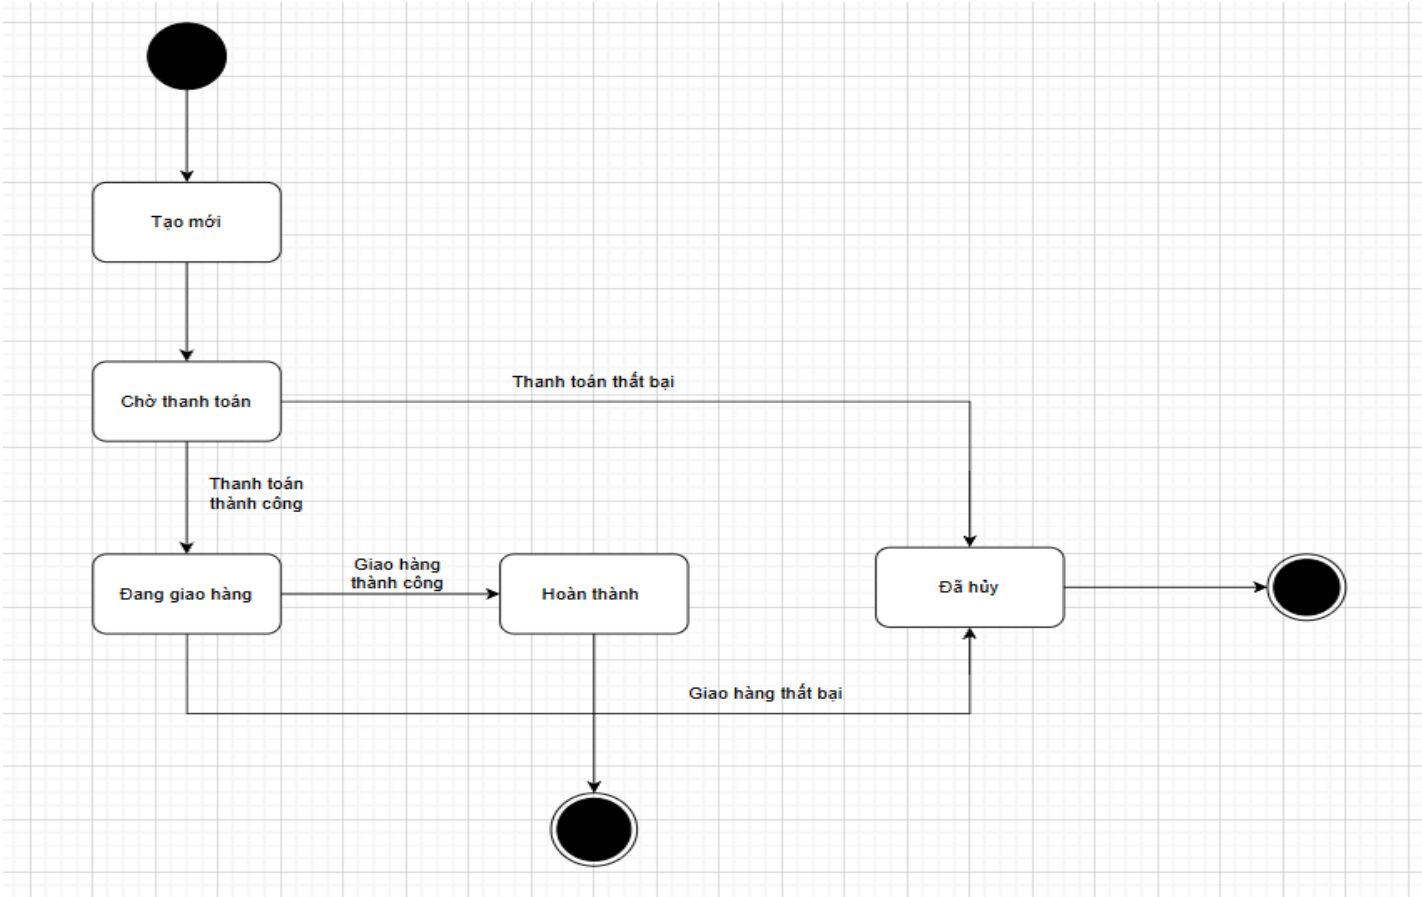 Tạo mới
Chờ thanh toán
Thanh toán thất bại
Thanh toán
thành công
Đang giao hàng
Giao hàng
thành công
Hoàn thành
Đã hủy
Giao hàng thất bại